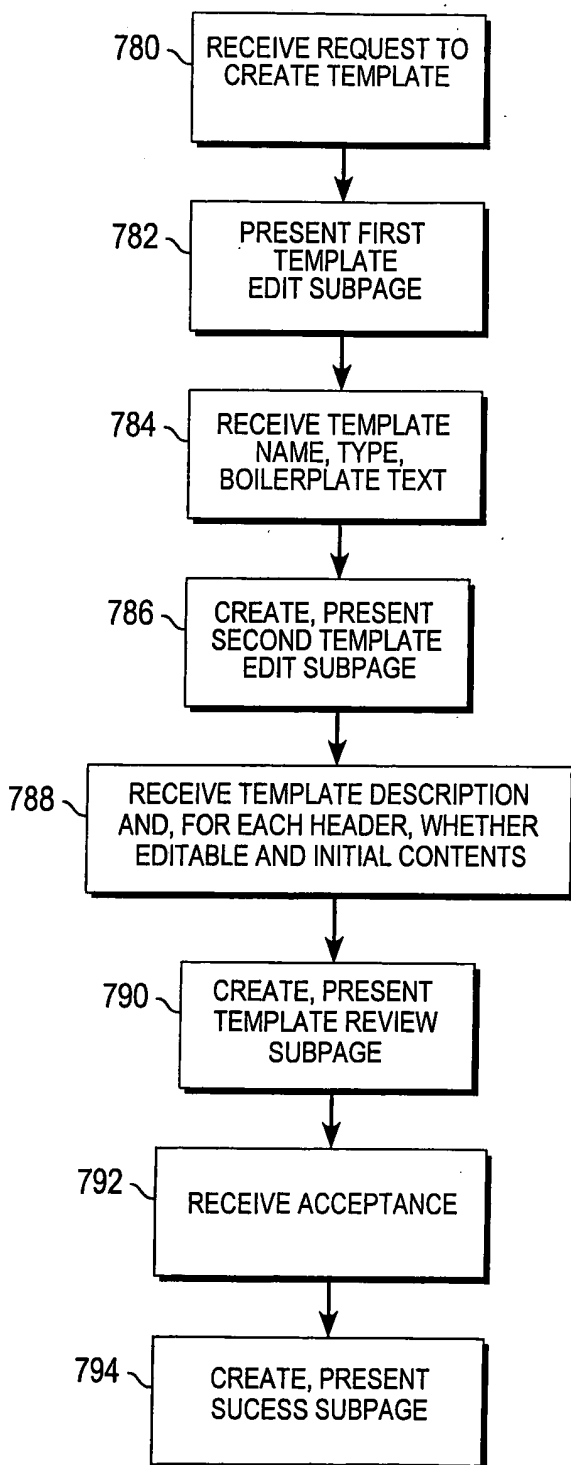 780
RECEIVE REQUEST TO
CREATE TEMPLATE
782
PRESENT FIRST
TEMPLATE
EDIT SUBPAGE
784
RECEIVE TEMPLATE
NAME, TYPE,
BOILERPLATE TEXT
786
CREATE, PRESENT
SECOND TEMPLATE
EDIT SUBPAGE
788
RECEIVE TEMPLATE DESCRIPTION
AND, FOR EACH HEADER, WHETHER
EDITABLE AND INITIAL CONTENTS
790
CREATE, PRESENT
TEMPLATE REVIEW
SUBPAGE
792
RECEIVE ACCEPTANCE
794
CREATE, PRESENT
SUCESS SUBPAGE